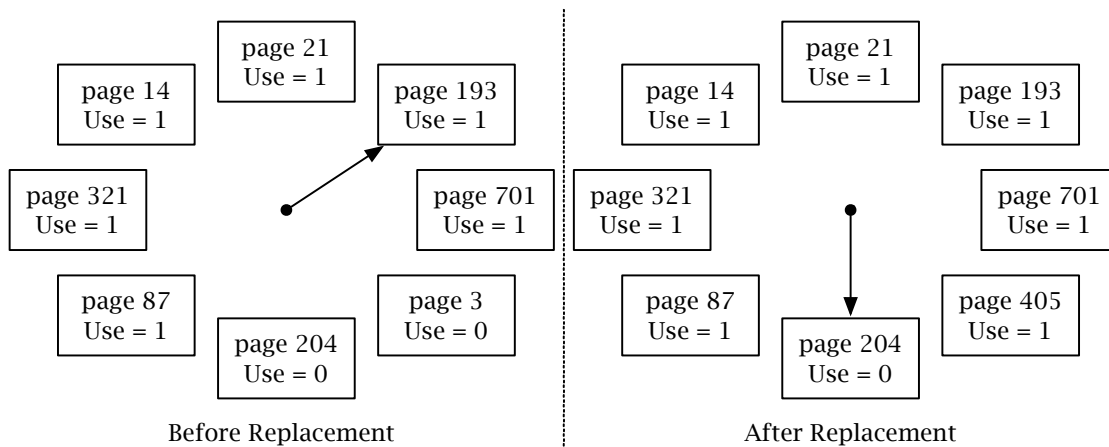 page 21
Use = 1
page 14
Use = 1
page 193
Use = 1
page 321
Use = 1
page 701
Use = 1
page 87
Use = 1
page 3
Use = 0
page 204
Use = 0
Before Replacement
page 21
Use = 1
page 14
Use = 1
page 193
Use = 1
page 321
Use = 1
page 701
Use = 1
page 87
Use = 1
page 405
Use = 1
page 204
Use = 0
After Replacement